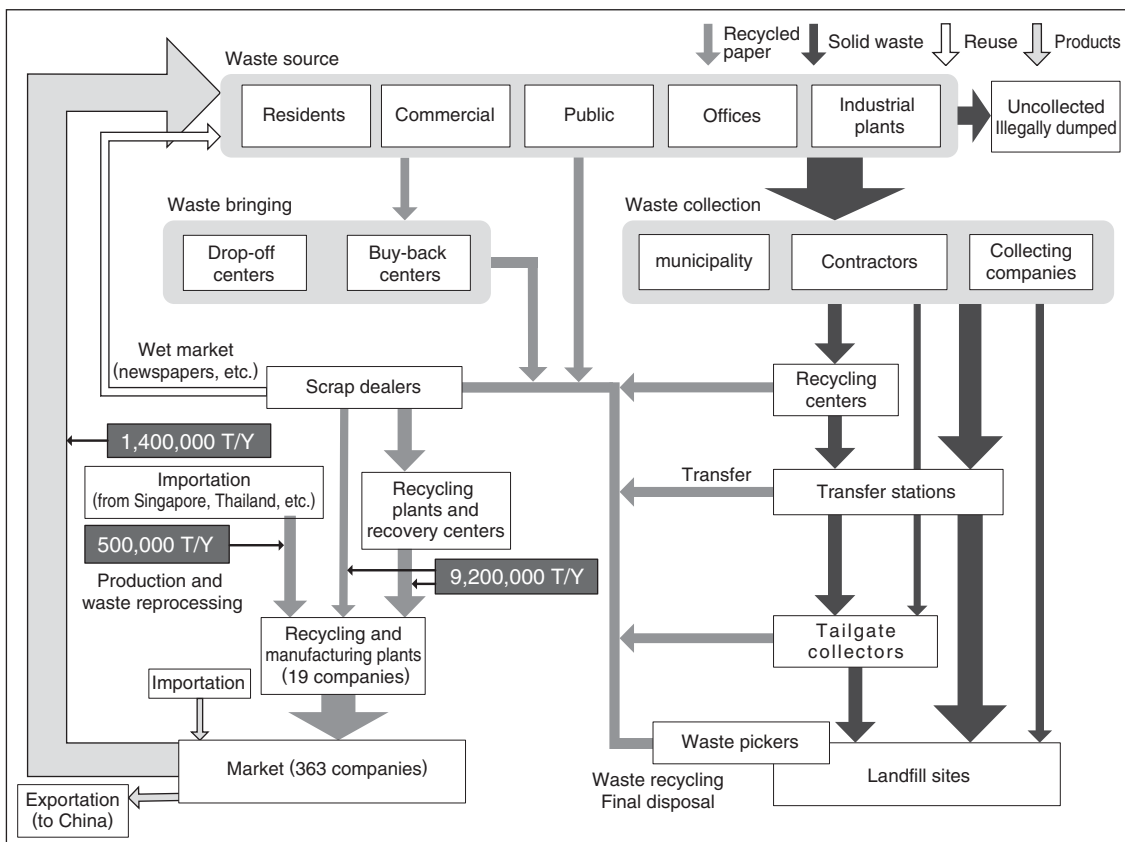 Recycled
paper
Solid waste
Reuse
Products
Waste source
Residents
Commercial
Public
Offices
Industrial
plants
Uncollected
Illegally dumped
Waste bringing
Drop-off
centers
Buy-back
centers
Waste collection
municipality
Contractors
Collecting
companies
Wet market
(newspapers, etc.)
Scrap dealers
Recycling
centers
1,400,000 T/Y
Importation
(from Singapore, Thailand, etc.)
Recycling
plants and
recovery centers
Transfer
Transfer stations
500,000 T/Y
9,200,000 T/Y
Production and
waste reprocessing
Recycling and
manufacturing plants
(19 companies)
Tailgate
collectors
Importation
Market (363 companies)
Waste pickers
Landfill sites
Waste recycling
Final disposal
Exportation
(to China)